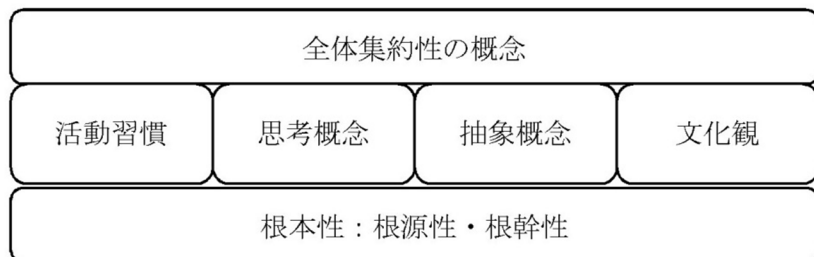 全体集約性の概念
活動習慣
思考概念
抽象概念
文化観
根本性：根源性・根幹性